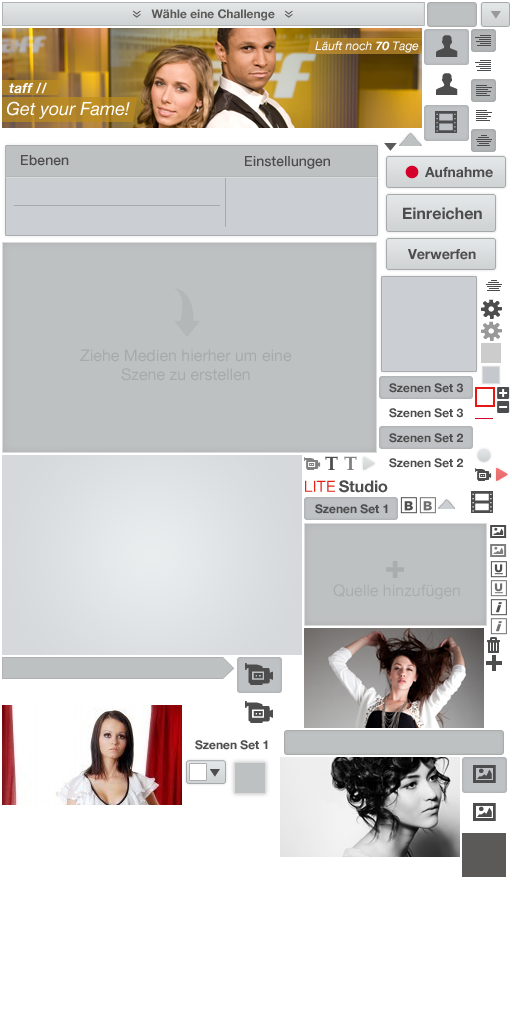 Wähle eine Challenge
Läuft noch 70 Tage
taff //
Get your Fame!
Ebenen
Einstellungen
Aufnahme
Einreichen
Verwerfen
Ziehe Medien hierher um eine
Szene zu erstellen
Szenen Set 3
Szenen Set 3
Szenen Set 2
Szenen Set 2
T T
LITE Studio
Szenen Set 1
B B
Quelle hinzufügen
U
U
i
i
Szenen Set 1